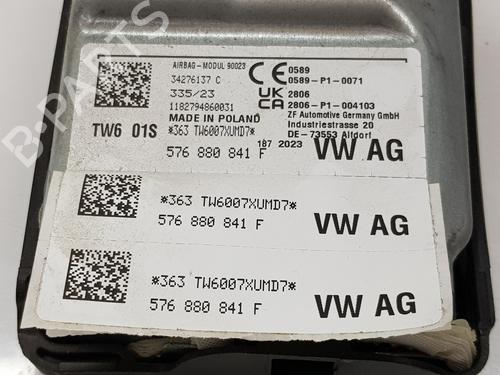 AIRBAG-MODUL 90023
34276137 C
335/23
1182794860031
MADE IN POLAND
TW6 01S
*363 TW6007XUMD7*
576 880 841 F
CE 0589
0589-P1-0071
UK CA 2806
2806-P1-004103
ZF Automotive Germany GmbH
Industriestrasse 20
DE-73553 Alfdorf
187 2023
VW AG
*363 TW6007XUMD7*
576 880 841 F
VW AG
*363 TW6007XUMD7*
576 880 841 F
VW AG
B-PARTS